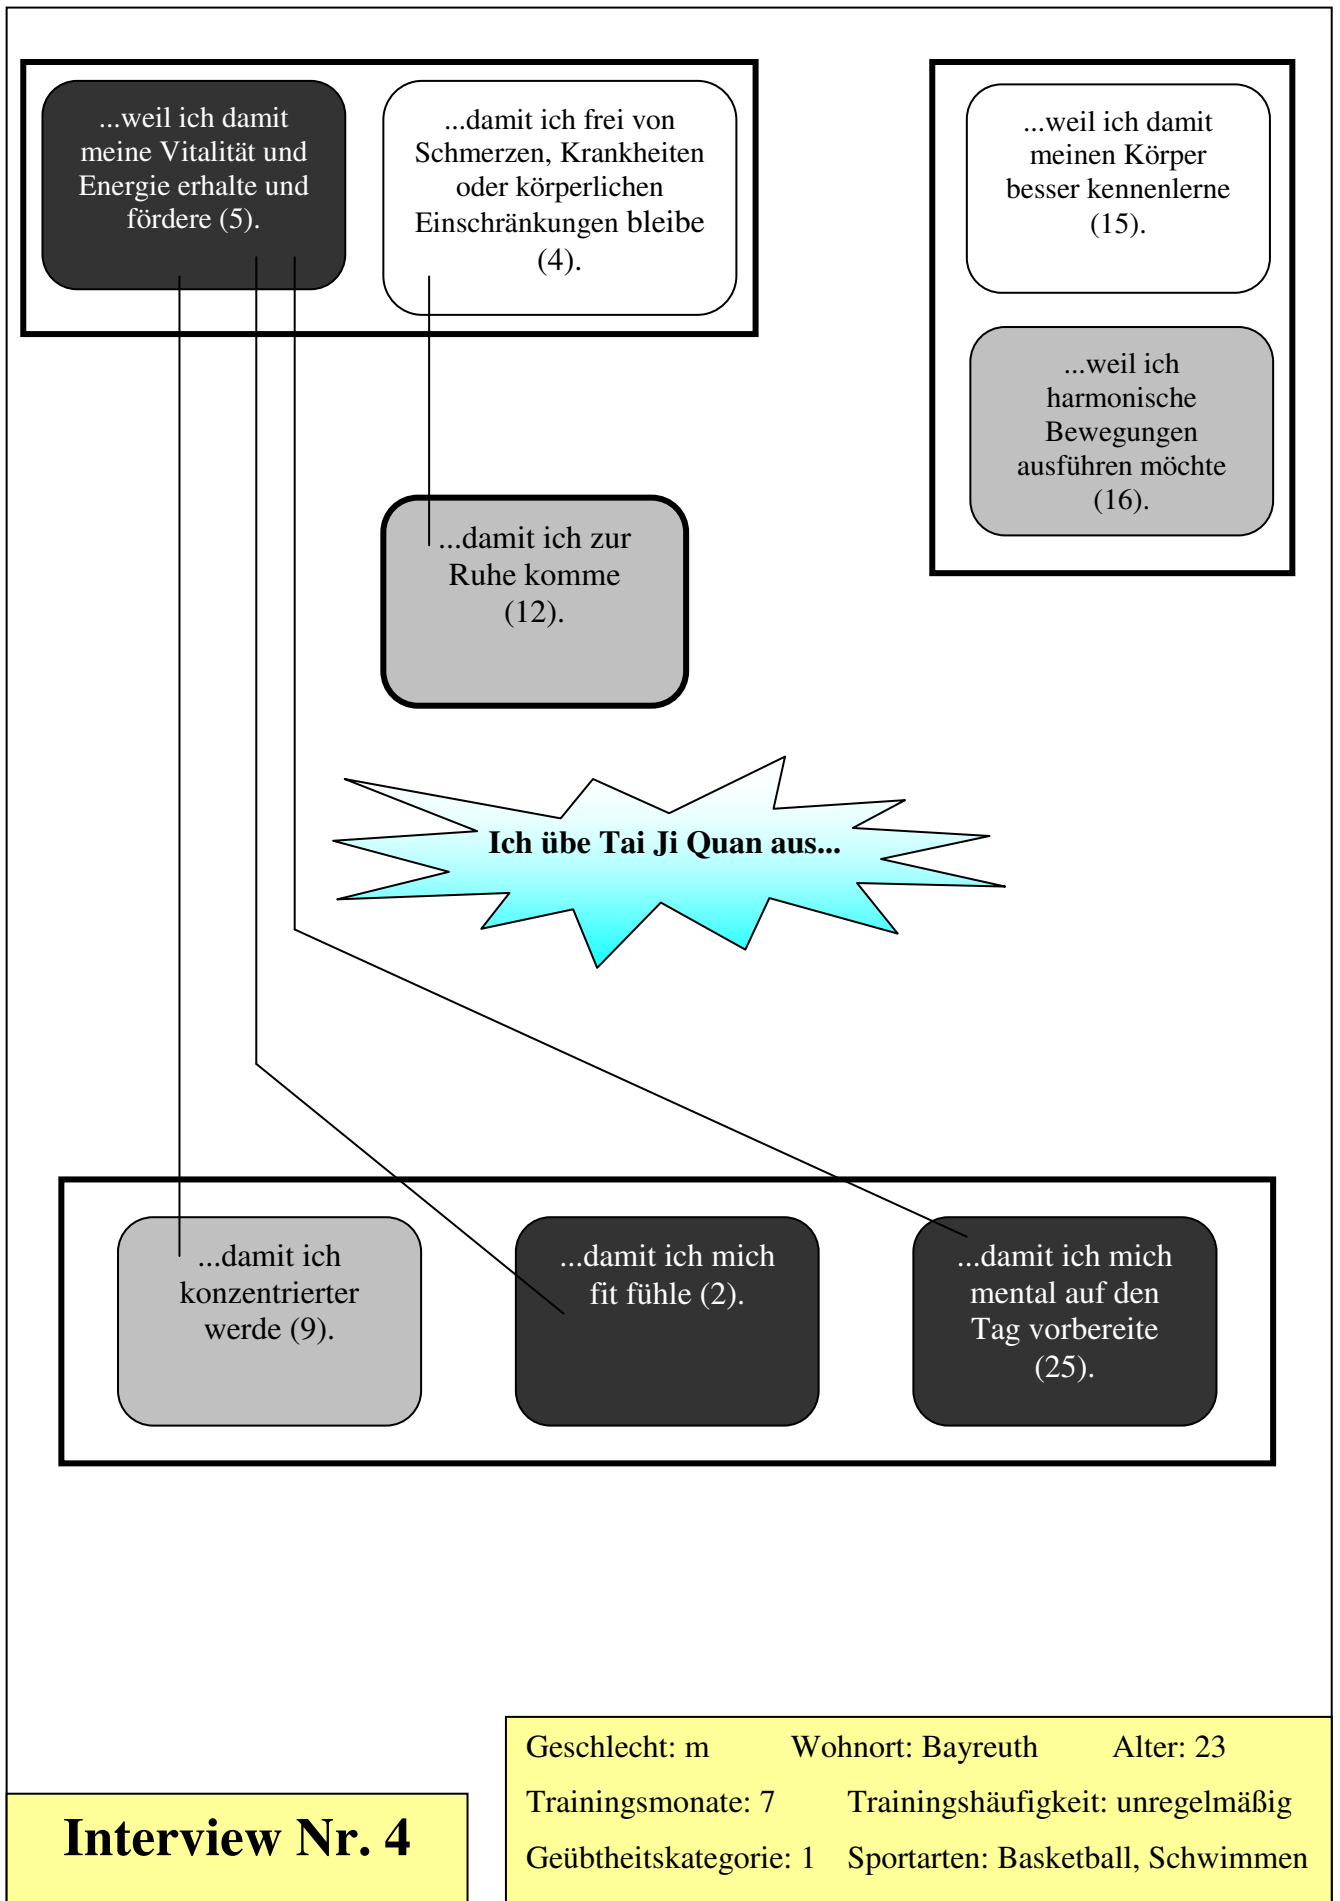 ...weil ich damit
meine Vitalität und
Energie erhalte und
fördere (5).
...damit ich frei von
Schmerzen, Krankheiten
oder körperlichen
Einschränkungen bleibe
(4).
...weil ich damit
meinen Körper
besser kennenlerne
(15).
...weil ich
harmonische
Bewegungen
ausführen möchte
(16).
...damit ich zur
Ruhe komme
(12).
Ich übe Tai Ji Quan aus...
...damit ich
konzentrierter
werde (9).
...damit ich mich
fit fühle (2).
...damit ich mich
mental auf den
Tag vorbereite
(25).
Interview Nr. 4
Geschlecht: m Wohnort: Bayreuth Alter: 23
Trainingsmonate: 7 Trainingshäufigkeit: unregelmäßig
Geübtheitskategorie: 1 Sportarten: Basketball, Schwimmen